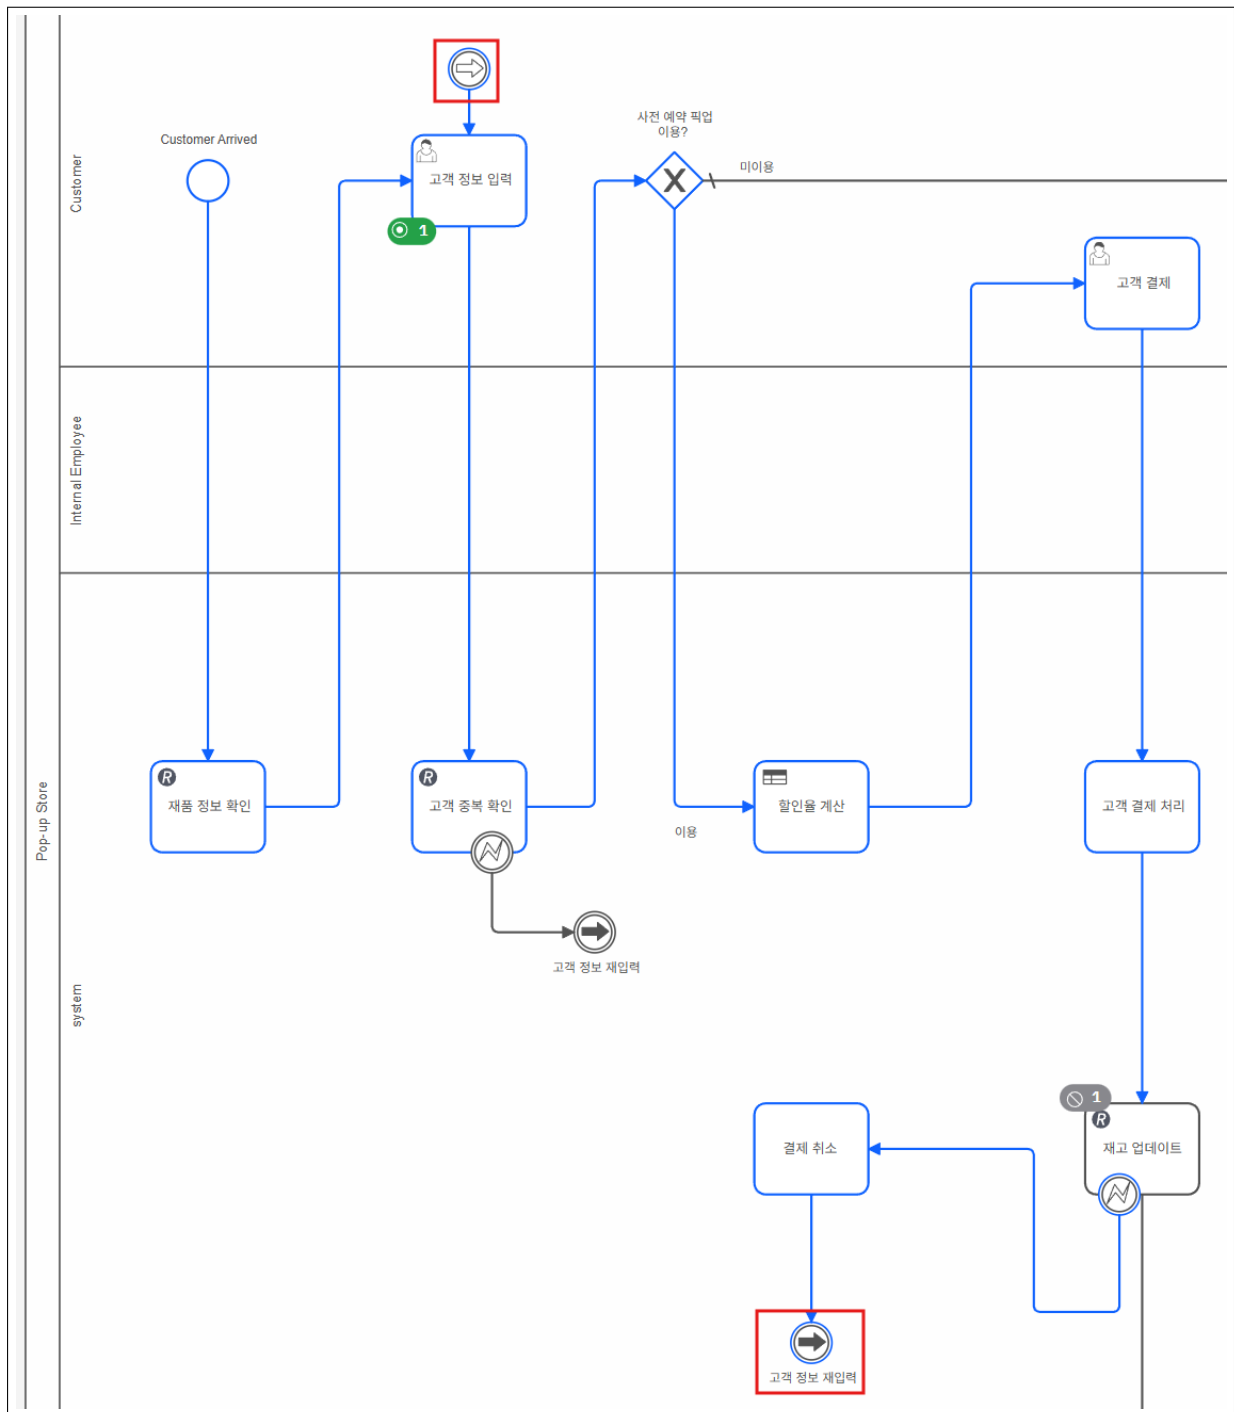 Pop-up Store
Customer
Internal Employee
system
Customer Arrived
고객 정보 입력
1
사전 예약 픽업
이용?
미이용
고객 결제
R
재품 정보 확인
R
고객 중복 확인
이용
할인율 계산
고객 결제 처리
고객 정보 재입력
1
R
재고 업데이트
결제 취소
고객 정보 재입력